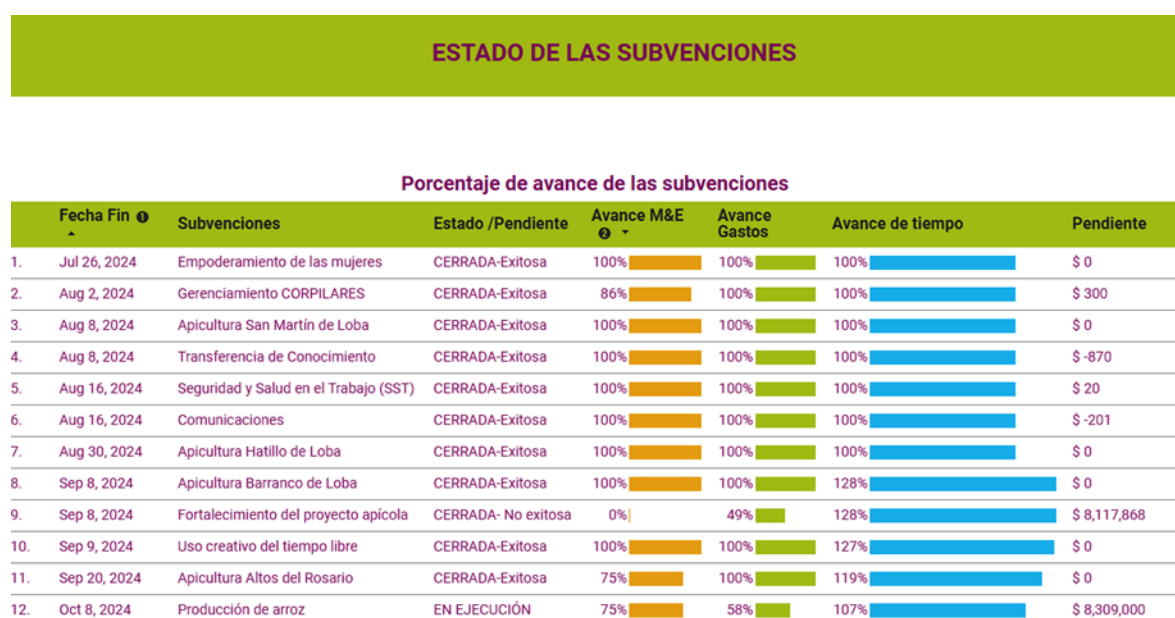 ESTADO DE LAS SUBVENCIONES
Porcentaje de avance de las subvenciones
Fecha Fin ❶ Subvenciones Estado /Pendiente Avance M&E ❷ Avance Gastos Avance de tiempo Pendiente
1. Jul 26, 2024 Empoderamiento de las mujeres CERRADA-Exitosa 100% 100% 100% $ 0
2. Aug 2, 2024 Gerenciamiento CORPILARES CERRADA-Exitosa 86% 100% 100% $ 300
3. Aug 8, 2024 Apicultura San Martín de Loba CERRADA-Exitosa 100% 100% 100% $ 0
4. Aug 8, 2024 Transferencia de Conocimiento CERRADA-Exitosa 100% 100% 100% $ -870
5. Aug 16, 2024 Seguridad y Salud en el Trabajo (SST) CERRADA-Exitosa 100% 100% 100% $ 20
6. Aug 16, 2024 Comunicaciones CERRADA-Exitosa 100% 100% 100% $ -201
7. Aug 30, 2024 Apicultura Hatillo de Loba CERRADA-Exitosa 100% 100% 100% $ 0
8. Sep 8, 2024 Apicultura Barranco de Loba CERRADA-Exitosa 100% 100% 128% $ 0
9. Sep 8, 2024 Fortalecimiento del proyecto apícola CERRADA- No exitosa 0% 49% 128% $ 8,117,868
10. Sep 9, 2024 Uso creativo del tiempo libre CERRADA-Exitosa 100% 100% 127% $ 0
11. Sep 20, 2024 Apicultura Altos del Rosario CERRADA-Exitosa 75% 100% 119% $ 0
12. Oct 8, 2024 Producción de arroz EN EJECUCIÓN 75% 58% 107% $ 8,309,000